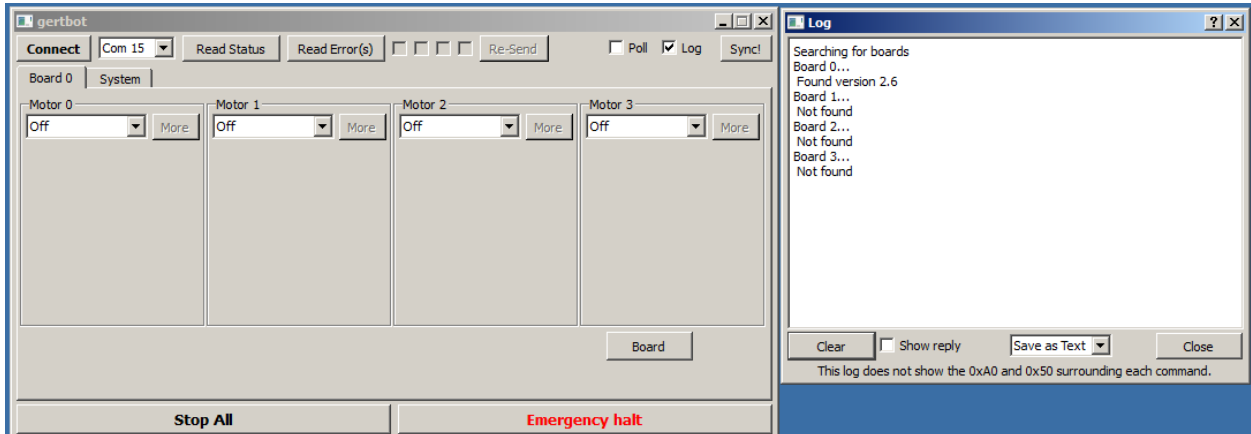 gertbot
Connect Com 15 Read Status Read Error(s) Re-Send Poll Log Sync!
Board 0 System
Motor 0 Motor 1 Motor 2 Motor 3
Off More Off More Off More Off More
Board
Stop All Emergency halt
Log
Searching for boards
Board 0...
Found version 2.6
Board 1...
Not found
Board 2...
Not found
Board 3...
Not found
Clear Show reply Save as Text Close
This log does not show the 0xA0 and 0x50 surrounding each command.